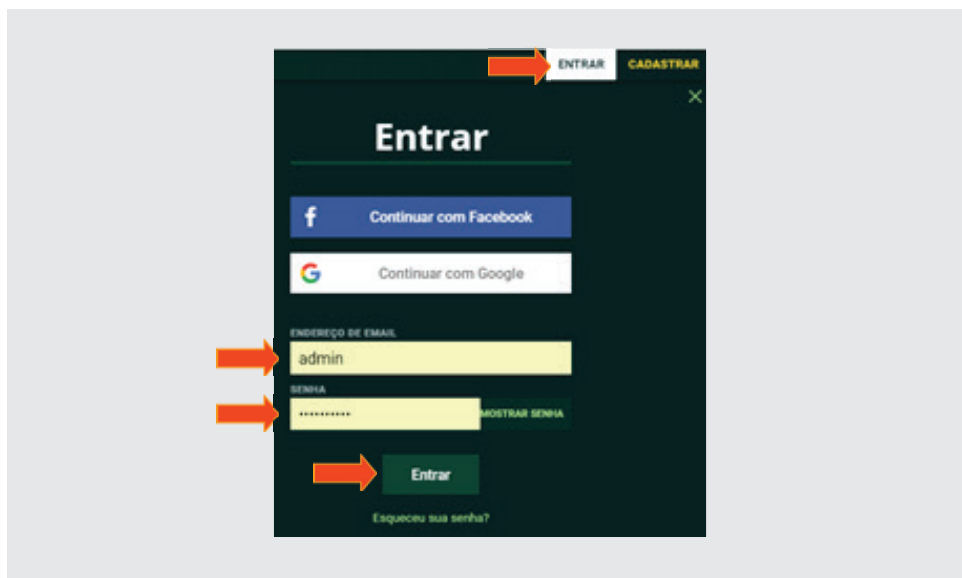 ENTRAR CADASTRAR
Entrar
Continuar com Facebook
Continuar com Google
ENDEREÇO DE EMAIL
admin
SENHA
•••••••••• MOSTRAR SENHA
Entrar
Esqueceu sua senha?